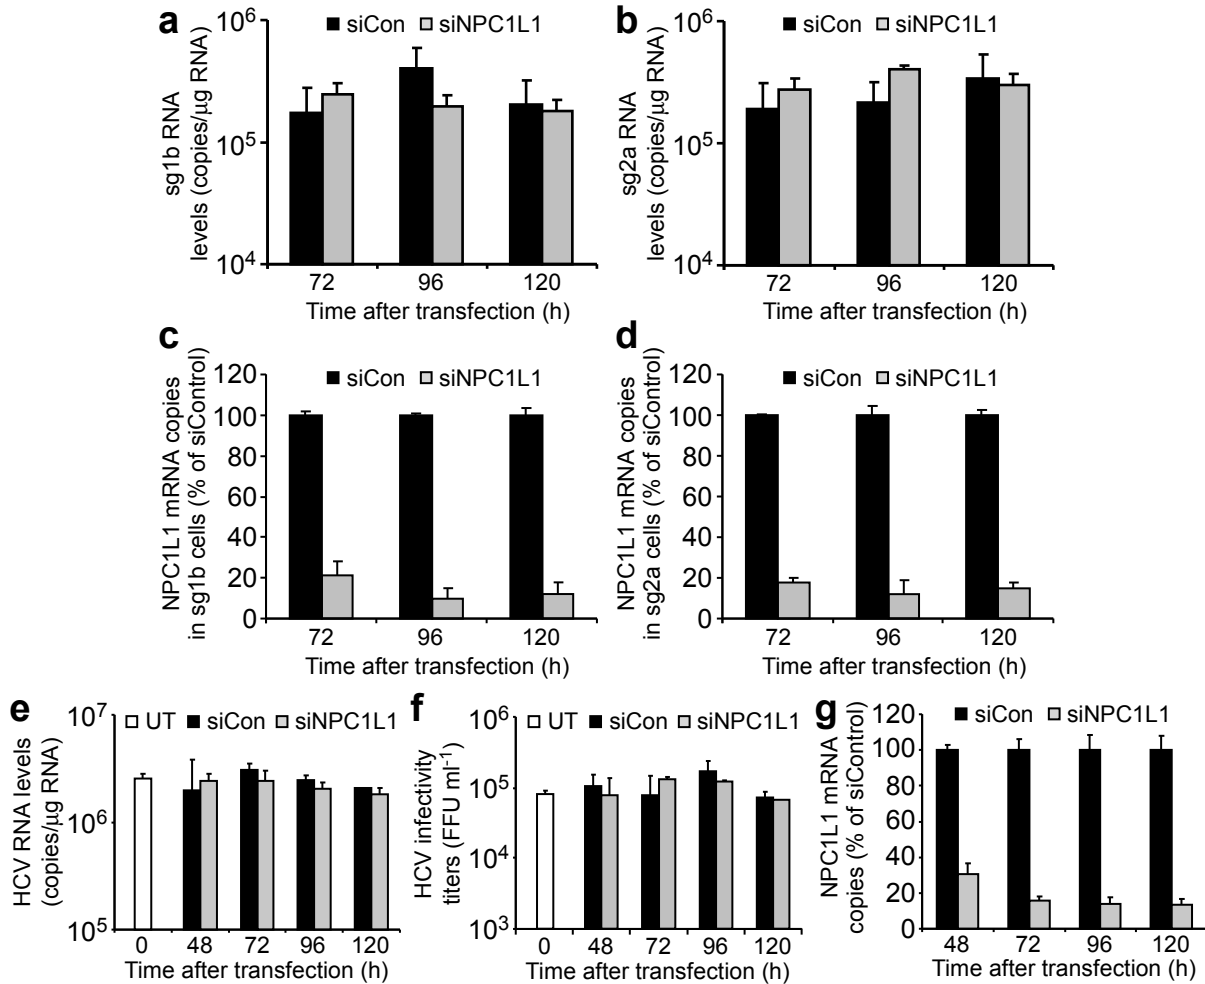 a
siCon siNPC1L1
sg1b RNA
levels (copies/μg RNA)
10⁶
10⁵
10⁴
72 96 120
Time after transfection (h)
b
siCon siNPC1L1
sg2a RNA
levels (copies/μg RNA)
10⁶
10⁵
10⁴
72 96 120
Time after transfection (h)
c
siCon siNPC1L1
NPC1L1 mRNA copies
in sg1b cells (% of siControl)
120
100
80
60
40
20
0
72 96 120
Time after transfection (h)
d
siCon siNPC1L1
NPC1L1 mRNA copies
in sg2a cells (% of siControl)
120
100
80
60
40
20
0
72 96 120
Time after transfection (h)
e
UT siCon siNPC1L1
HCV RNA levels
(copies/μg RNA)
10⁷
10⁶
10⁵
0 48 72 96 120
Time after transfection (h)
f
UT siCon siNPC1L1
HCV infectivity
titers (FFU ml⁻¹)
10⁶
10⁵
10⁴
10³
0 48 72 96 120
Time after transfection (h)
g
siCon siNPC1L1
NPC1L1 mRNA
copies (% of siControl)
120
100
80
60
40
20
0
48 72 96 120
Time after transfection (h)